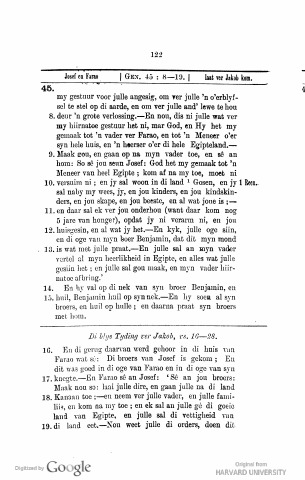 122
Josef en Farao [GEN. 45 : 8—19.] laat ver Jakob kom.
45.
my gestuur voor julle angesig, om ver julle 'n o'erblyf-
sel te stel op di aarde, en om ver julle and' lewe te hou
8. deur 'n grote verlossing.—En nou, dis ni julle wat ver
my hiirnatoe gestuur het ni, mar God, en Hy het my
gemaak tot 'n vader ver Farao, en tot 'n Meneer o'er
syn hele huis, en 'n heerser o'er di hele Egipteland.—
9. Maak gou, en gaan op na myn vader toe, en sé an
hom: So sé jou seun Josef: God het my gemaak tot 'n
Meneer van heel Egipte; kom af na my toe, moet ni
10. versuim ni; en jy sal woon in di land ¹ Gosen, en jy
sal naby my wees, jy, en jou kinders, en jou kindskin-
ders, en jou skape, en jou beeste, en al wat joue is;—
11. en daar sal ek ver jou onderhou (want daar kom nog
5 jare van honger), opdat jy ni verarm ni, en jou
12. huisgesin, en al wat jy het.—En kyk, julle oge siin,
en di oge van myn boer Benjamin, dat dit myn mond
13. is wat met julle praat.—En julle sal an myn vader
vertel al myn heerlikheid in Egipte, en alles wat julle
gesiin het; en julle sal gou maak, en myn vader hiir-
natoe afbring.'
14. En hy val op di nek van syn broer Benjamin, en
15. huil, Benjamin huil op syn nek.—En hy soen al syn
broers, en huil op hulle; en daarna praat syn broers
met hom.
Di blye Tyding ver Jakob, vs. 16—28.
16. En di gereg daarvan werd gehoor in di huis van
Farao wat sé: Di broers van Josef is gekom; En
dit was goed in di oge van Farao en in di oge van syn
17. knegte.—En Farao sé an Josef: 'Sé an jou broers:
Maak nou so: laai julle dire, en gaan julle na di land
18. Kanaan toe;—en neem ver julle vader, en julle fami-
liis, en kom na my toe; en ek sal an julle gé di goeie
land van Egipte, en julle sal di vettigheid van
19. di land eet.—Nou weet julle di orders, doen dit
Digitized by Google
Original from
HARVARD UNIVERSITY